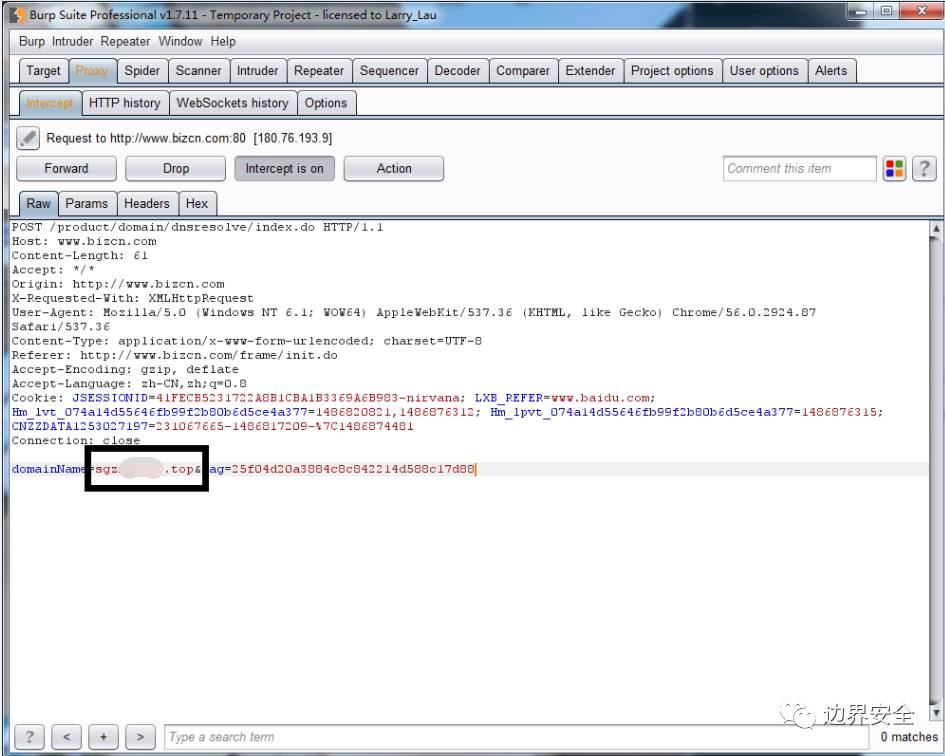 Burp Suite Professional v1.7.11 - Temporary Project - licensed to Larry_Lau
Burp Intruder Repeater Window Help
Target Proxy Spider Scanner Intruder Repeater Sequencer Decoder Comparer Extender Project options User options Alerts
Intercept HTTP history WebSockets history Options
Request to http://www.bizcn.com:80 [180.76.193.9]
Forward Drop Intercept is on Action Comment this item ?
Raw Params Headers Hex
POST /product/domain/dnsresolve/index.do HTTP/1.1
Host: www.bizcn.com
Content-Length: 61
Accept: */*
Origin: http://www.bizcn.com
X-Requested-With: XMLHttpRequest
User-Agent: Mozilla/5.0 (Windows NT 6.1; WOW64) AppleWebKit/537.36 (KHTML, like Gecko) Chrome/56.0.2924.87
Safari/537.36
Content-Type: application/x-www-form-urlencoded; charset=UTF-8
Referer: http://www.bizcn.com/frame/init.do
Accept-Encoding: gzip, deflate
Accept-Language: zh-CN,zh;q=0.8
Cookie: JSESSIONID=41FECB5231722A8B1CBA1B3369A6B983-nirvana; LXB_REFER=www.baidu.com;
Hm_lvt_074a14d55646fb99f2b80b6d5ce4a377=1486820821,1486876312; Hm_lpvt_074a14d55646fb99f2b80b6d5ce4a377=1486876315;
CNZZDATA1253027197=231067665-1486817209-%7C1486874481
Connection: close
domainName=sgz .top& ag=25f04d20a3884c8c842214d588c17d88
? < + > Type a search term 0 matches
边界安全